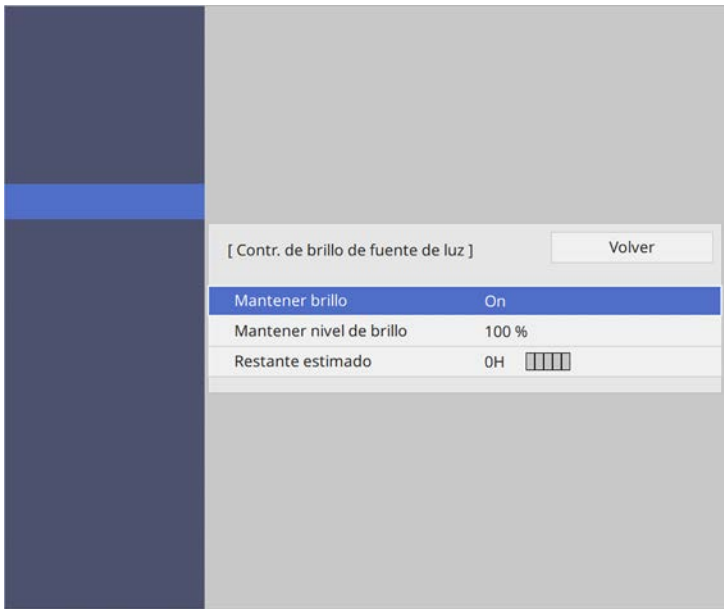 [ Contr. de brillo de fuente de luz ] Volver
Mantener brillo On
Mantener nivel de brillo 100 %
Restante estimado 0H